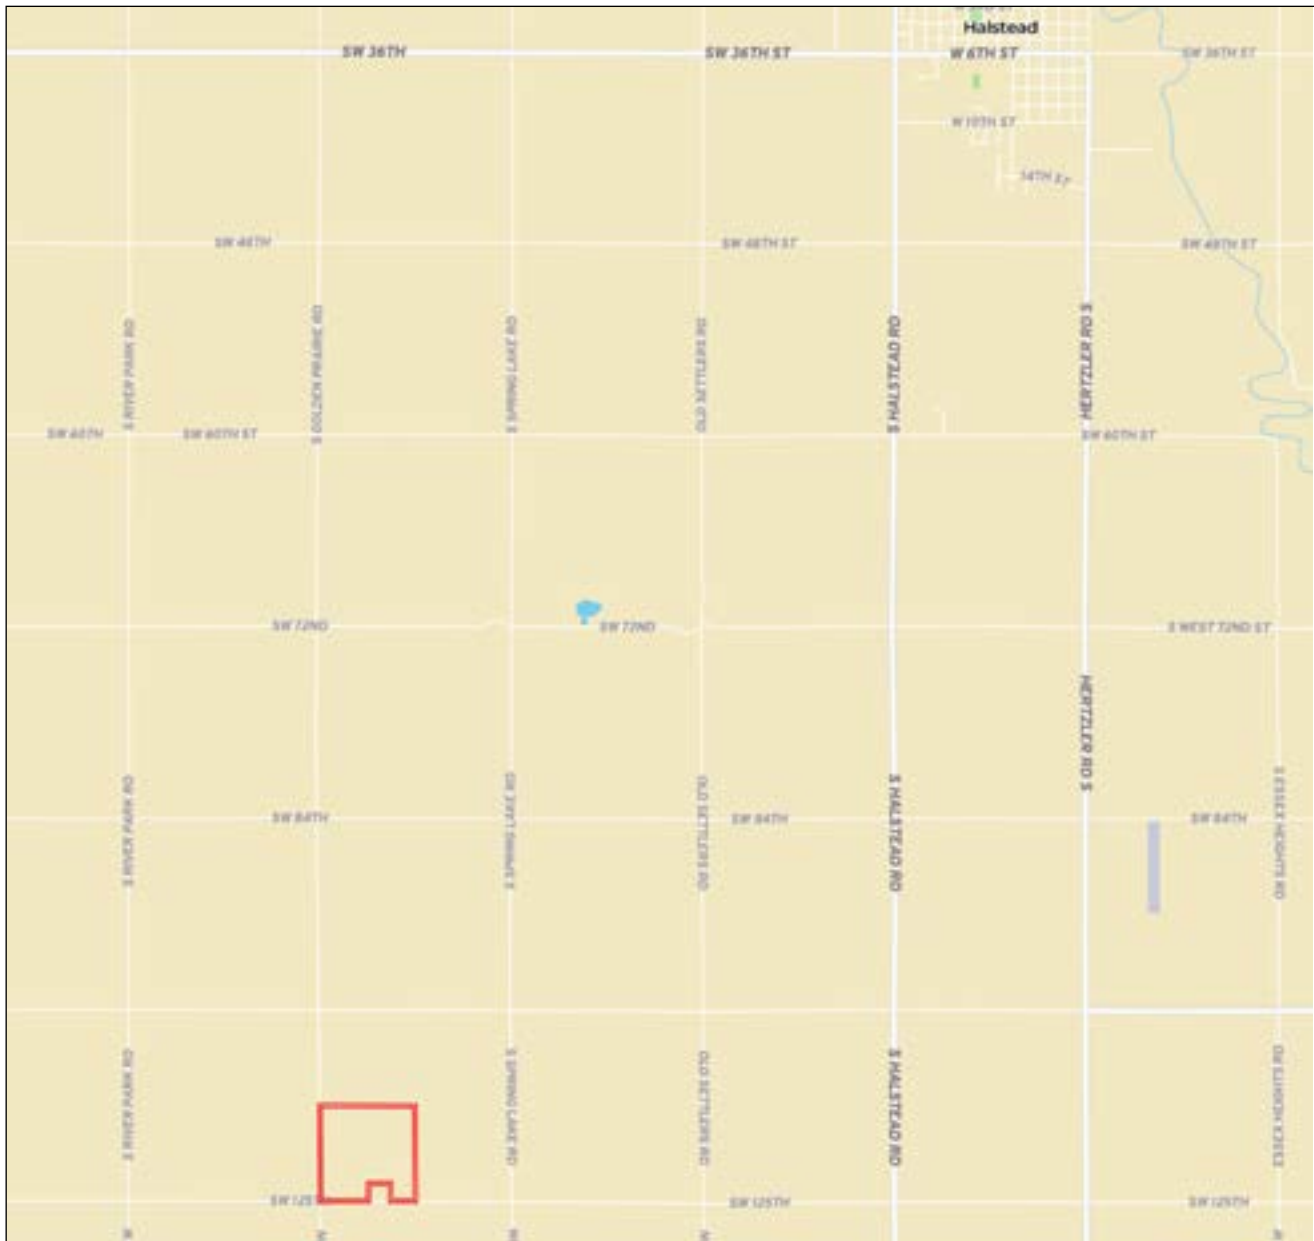 Halstead
SW 36TH
SW 36TH ST
W 6TH ST
SW 36TH ST
W 10TH ST
14TH ST
SW 48TH
SW 48TH ST
SW 48TH ST
S RIVER PARK RD
S GOLDEN PRAIRIE RD
S SPRING LAKE RD
OLD SETTLERS RD
S HALSTEAD RD
HERTZLER RD S
SW 60TH
SW 60TH ST
SW 60TH ST
SW 72ND
SW 72ND
S WEST 72ND ST
HERTZLER RD S
S RIVER PARK RD
S SPRING LAKE RD
OLD SETTLERS RD
S HALSTEAD RD
S ESSEX HEIGHTS RD
SW 84TH
SW 84TH
SW 84TH
S RIVER PARK RD
S SPRING LAKE RD
OLD SETTLERS RD
S HALSTEAD RD
ESSEX HEIGHTS RD
SW 125T
SW 125TH
SW 125TH